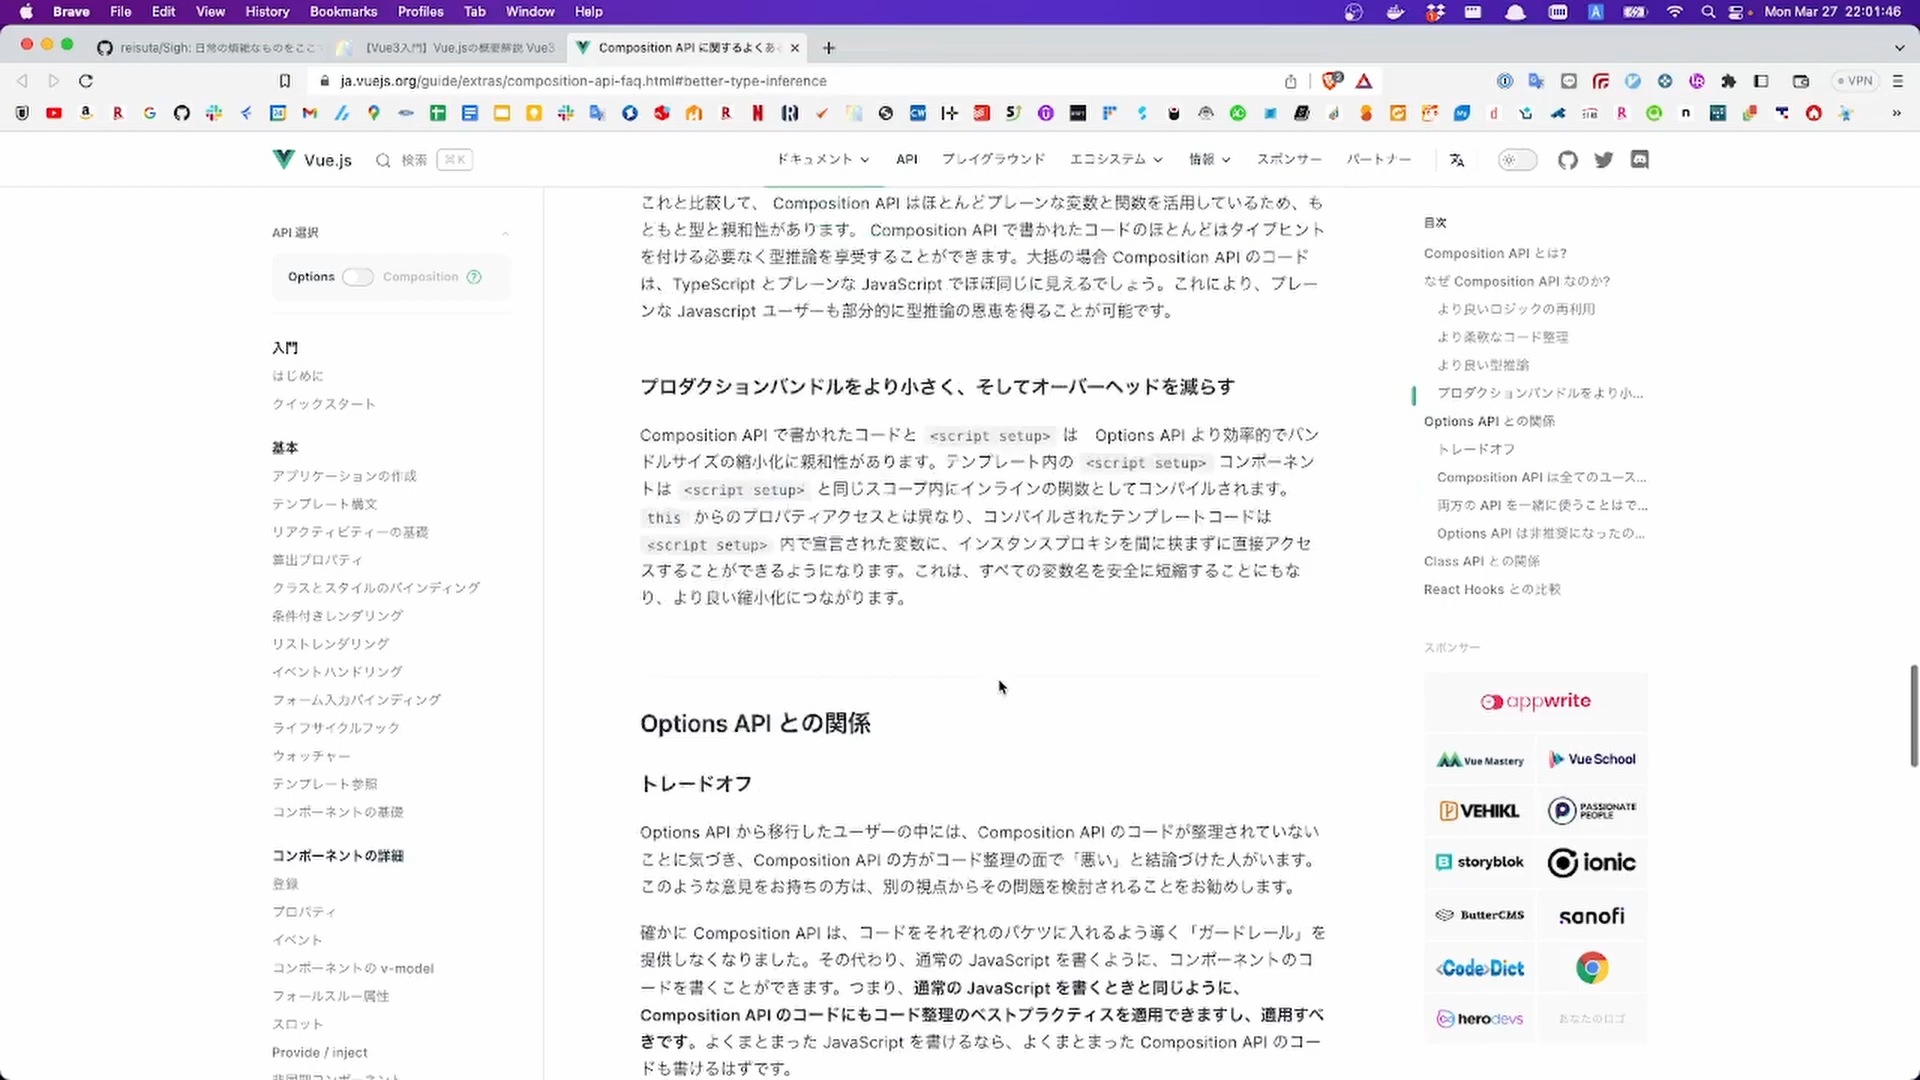 Brave File Edit View History Bookmarks Profiles Tab Window Help Mon Mar 27 22:01:46
reisuta/Sigh: 日常の煩雑なものをここ 【Vue3入門】Vue.jsの概要解説 Vue3 Composition API に関するよくあ
ja.vuejs.org/guide/extras/composition-api-faq.html#better-type-inference VPN
Vue.js 検索 ⌘K ドキュメント API プレイグラウンド エコシステム 情報 スポンサー パートナー
API 選択
Options Composition ?
入門
はじめに
クイックスタート
基本
アプリケーションの作成
テンプレート構文
リアクティビティーの基礎
算出プロパティ
クラスとスタイルのバインディング
条件付きレンダリング
リストレンダリング
イベントハンドリング
フォーム入力バインディング
ライフサイクルフック
ウォッチャー
テンプレート参照
コンポーネントの基礎
コンポーネントの詳細
登録
プロパティ
イベント
コンポーネントの v-model
フォールスルー属性
スロット
Provide / inject
非同期コンポーネント
これと比較して、 Composition API はほとんどプレーンな変数と関数を活用しているため、も
ともと型と親和性があります。 Composition API で書かれたコードのほとんどはタイプヒント
を付ける必要なく型推論を享受することができます。大抵の場合 Composition API のコード
は、TypeScript とプレーンな JavaScript でほぼ同じに見えるでしょう。これにより、プレー
ンな Javascript ユーザーも部分的に型推論の恩恵を得ることが可能です。
プロダクションバンドルをより小さく、そしてオーバーヘッドを減らす
Composition API で書かれたコードと <script setup> は Options API より効率的でバン
ドルサイズの縮小化に親和性があります。テンプレート内の <script setup> コンポーネン
トは <script setup> と同じスコープ内にインラインの関数としてコンパイルされます。
this からのプロパティアクセスとは異なり、コンパイルされたテンプレートコードは
<script setup> 内で宣言された変数に、インスタンスプロキシを間に挟まずに直接アクセ
スすることができるようになります。これは、すべての変数名を安全に短縮することにもな
り、より良い縮小化につながります。
Options API との関係
トレードオフ
Options API から移行したユーザーの中には、Composition API のコードが整理されていない
ことに気づき、Composition API の方がコード整理の面で「悪い」と結論づけた人がいます。
このような意見をお持ちの方は、別の視点からその問題を検討されることをお勧めします。
確かに Composition API は、コードをそれぞれのバケツに入れるよう導く「ガードレール」を
提供しなくなりました。その代わり、通常の JavaScript を書くように、コンポーネントのコ
ードを書くことができます。つまり、通常の JavaScript を書くときと同じように、
Composition API のコードにもコード整理のベストプラクティスを適用できますし、適用すべ
きです。よくまとまった JavaScript を書けるなら、よくまとまった Composition API のコー
ドも書けるはずです。
目次
Composition API とは?
なぜ Composition API なのか?
より良いロジックの再利用
より柔軟なコード整理
より良い型推論
プロダクションバンドルをより小...
Options API との関係
トレードオフ
Composition API は全てのユース...
両方の API を一緒に使うことはで...
Options API は非推奨になったの...
Class API との関係
React Hooks との比較
スポンサー
appwrite
Vue Mastery Vue School
VEHIKL PASSIONATE PEOPLE
storyblok ionic
ButterCMS sanofi
<Code>Dict
herodevs あなたのロゴ